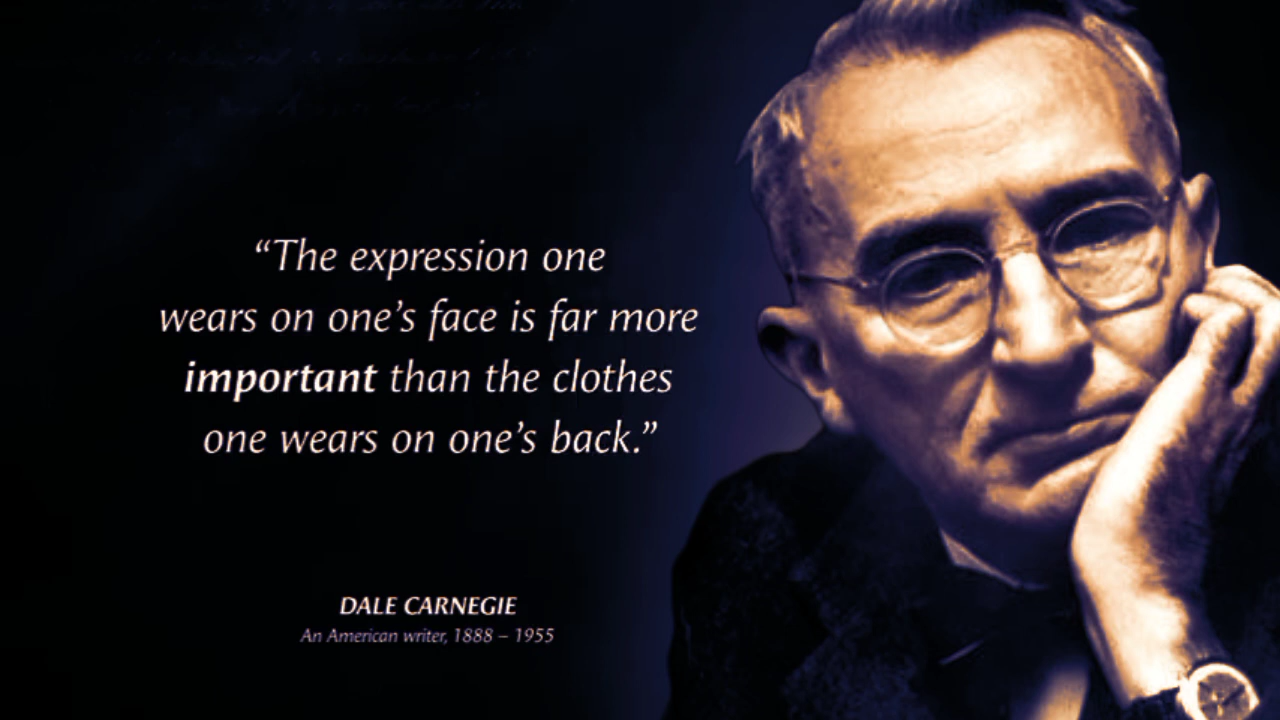 “The expression one
wears on one’s face is far more
important than the clothes
one wears on one’s back.”
DALE CARNEGIE
An American writer, 1888 – 1955